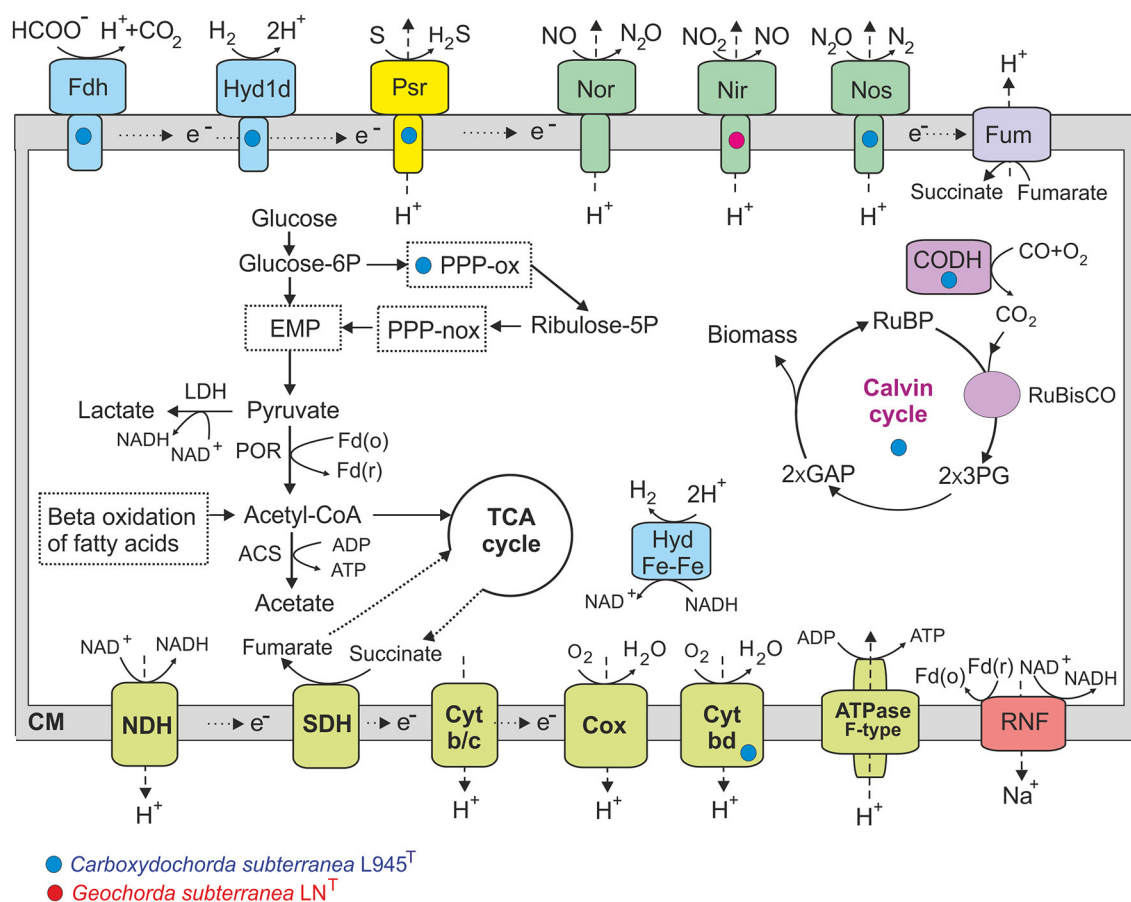 HCOO⁻ H⁺+CO₂ H₂ 2H⁺ S H₂S NO N₂O NO₂ NO N₂O N₂
Fdh Hyd1d Psr Nor Nir Nos
H⁺
e⁻ e⁻ e⁻ e⁻ Fum
Succinate Fumarate
H⁺ H⁺ H⁺ H⁺
Glucose
Glucose-6P PPP-ox
CODH CO+O₂
EMP PPP-nox Ribulose-5P
CO₂
RuBP
Biomass
Calvin
cycle
RuBisCO
2xGAP 2x3PG
LDH
Lactate Pyruvate
NADH NAD⁺
POR Fd(o)
Fd(r)
Beta oxidation
of fatty acids
Acetyl-CoA
TCA
cycle
ACS ADP
ATP
Acetate
H₂ 2H⁺
Hyd
Fe-Fe
NAD⁺ NADH
Fumarate Succinate
NAD⁺ NADH O₂ H₂O O₂ H₂O ADP ATP
Fd(o) Fd(r) NAD⁺ NADH
CM NDH e⁻ SDH e⁻ Cyt
b/c e⁻ Cox Cyt
bd ATPase
F-type RNF
H⁺ H⁺ H⁺ H⁺ H⁺ Na⁺
Carboxydochorda subterranea L945ᵀ
Geochorda subterranea LNᵀ